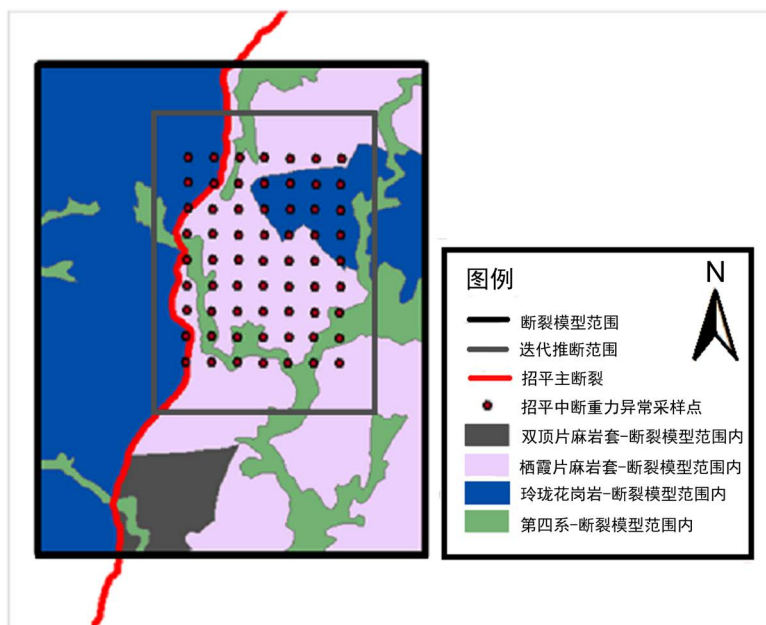 N
图例
断裂模型范围
迭代推断范围
招平主断裂
招平中断重力异常采样点
双顶片麻岩套-断裂模型范围内
栖霞片麻岩套-断裂模型范围内
玲珑花岗岩-断裂模型范围内
第四系-断裂模型范围内